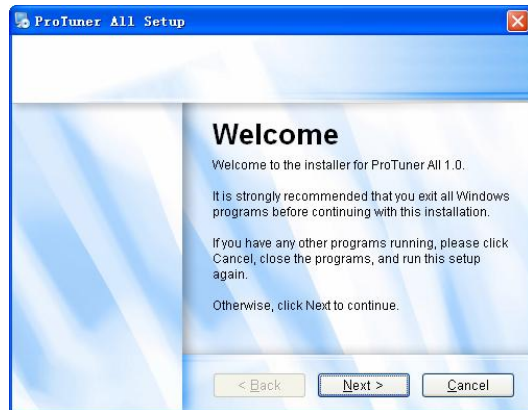 ProTuner All Setup
Welcome
Welcome to the installer for ProTuner All 1.0.
It is strongly recommended that you exit all Windows
programs before continuing with this installation.
If you have any other programs running, please click
Cancel, close the programs, and run this setup
again.
Otherwise, click Next to continue.
< Back
Next >
Cancel